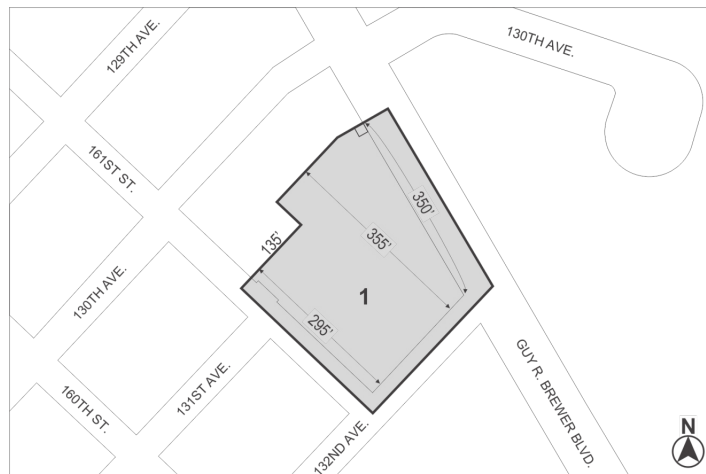 129TH AVE.
130TH AVE.
161ST ST.
350'
355'
135'
1
130TH AVE.
295'
GUY R. BREWER BLVD.
131ST AVE.
160TH ST.
132ND AVE.
N